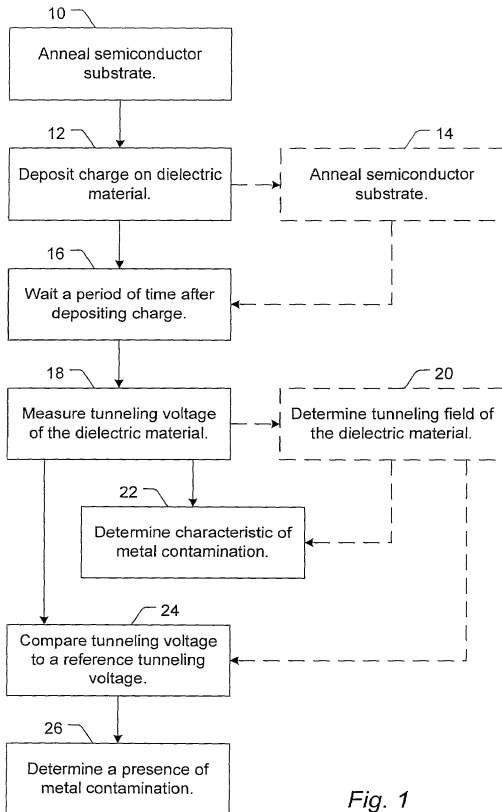 10
Anneal semiconductor
substrate.
12
Deposit charge on dielectric
material.
14
Anneal semiconductor
substrate.
16
Wait a period of time after
depositing charge.
18
Measure tunneling voltage
of the dielectric material.
20
Determine tunneling field of
the dielectric material.
22
Determine characteristic of
metal contamination.
24
Compare tunneling voltage
to a reference tunneling
voltage.
26
Determine a presence of
metal contamination.
Fig. 1